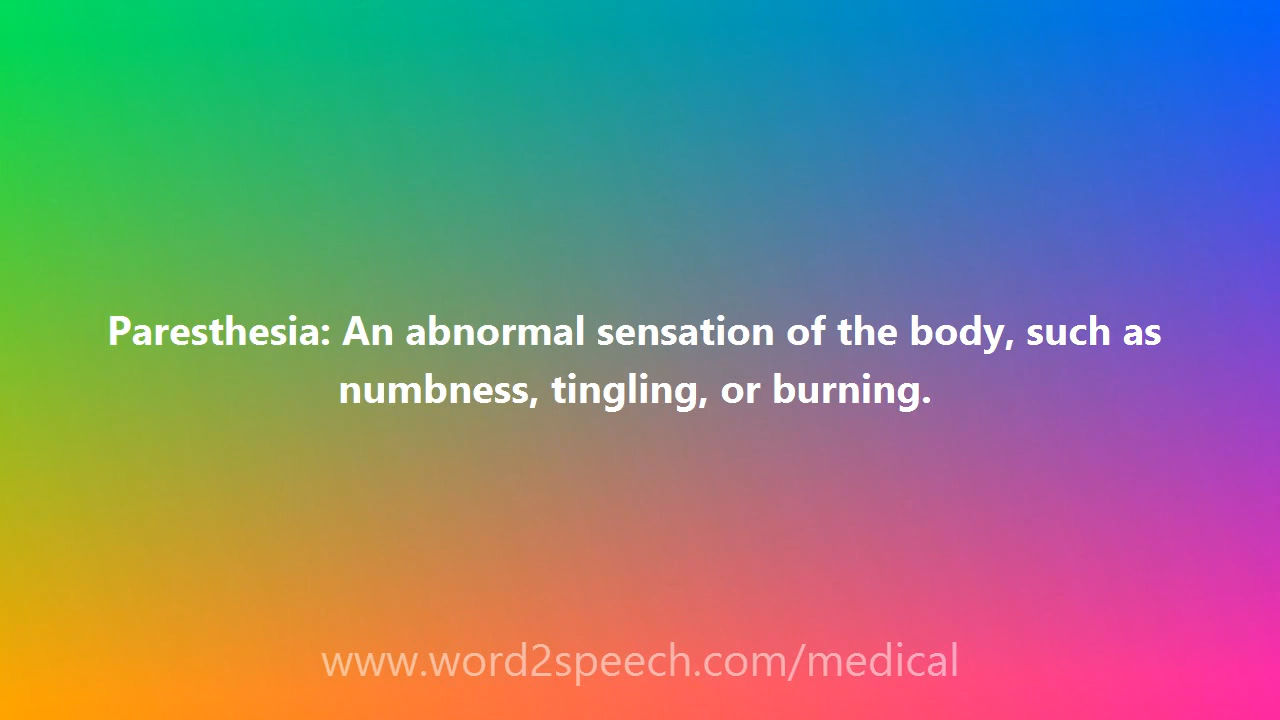 Paresthesia: An abnormal sensation of the body, such as
numbness, tingling, or burning.
www.word2speech.com/medical